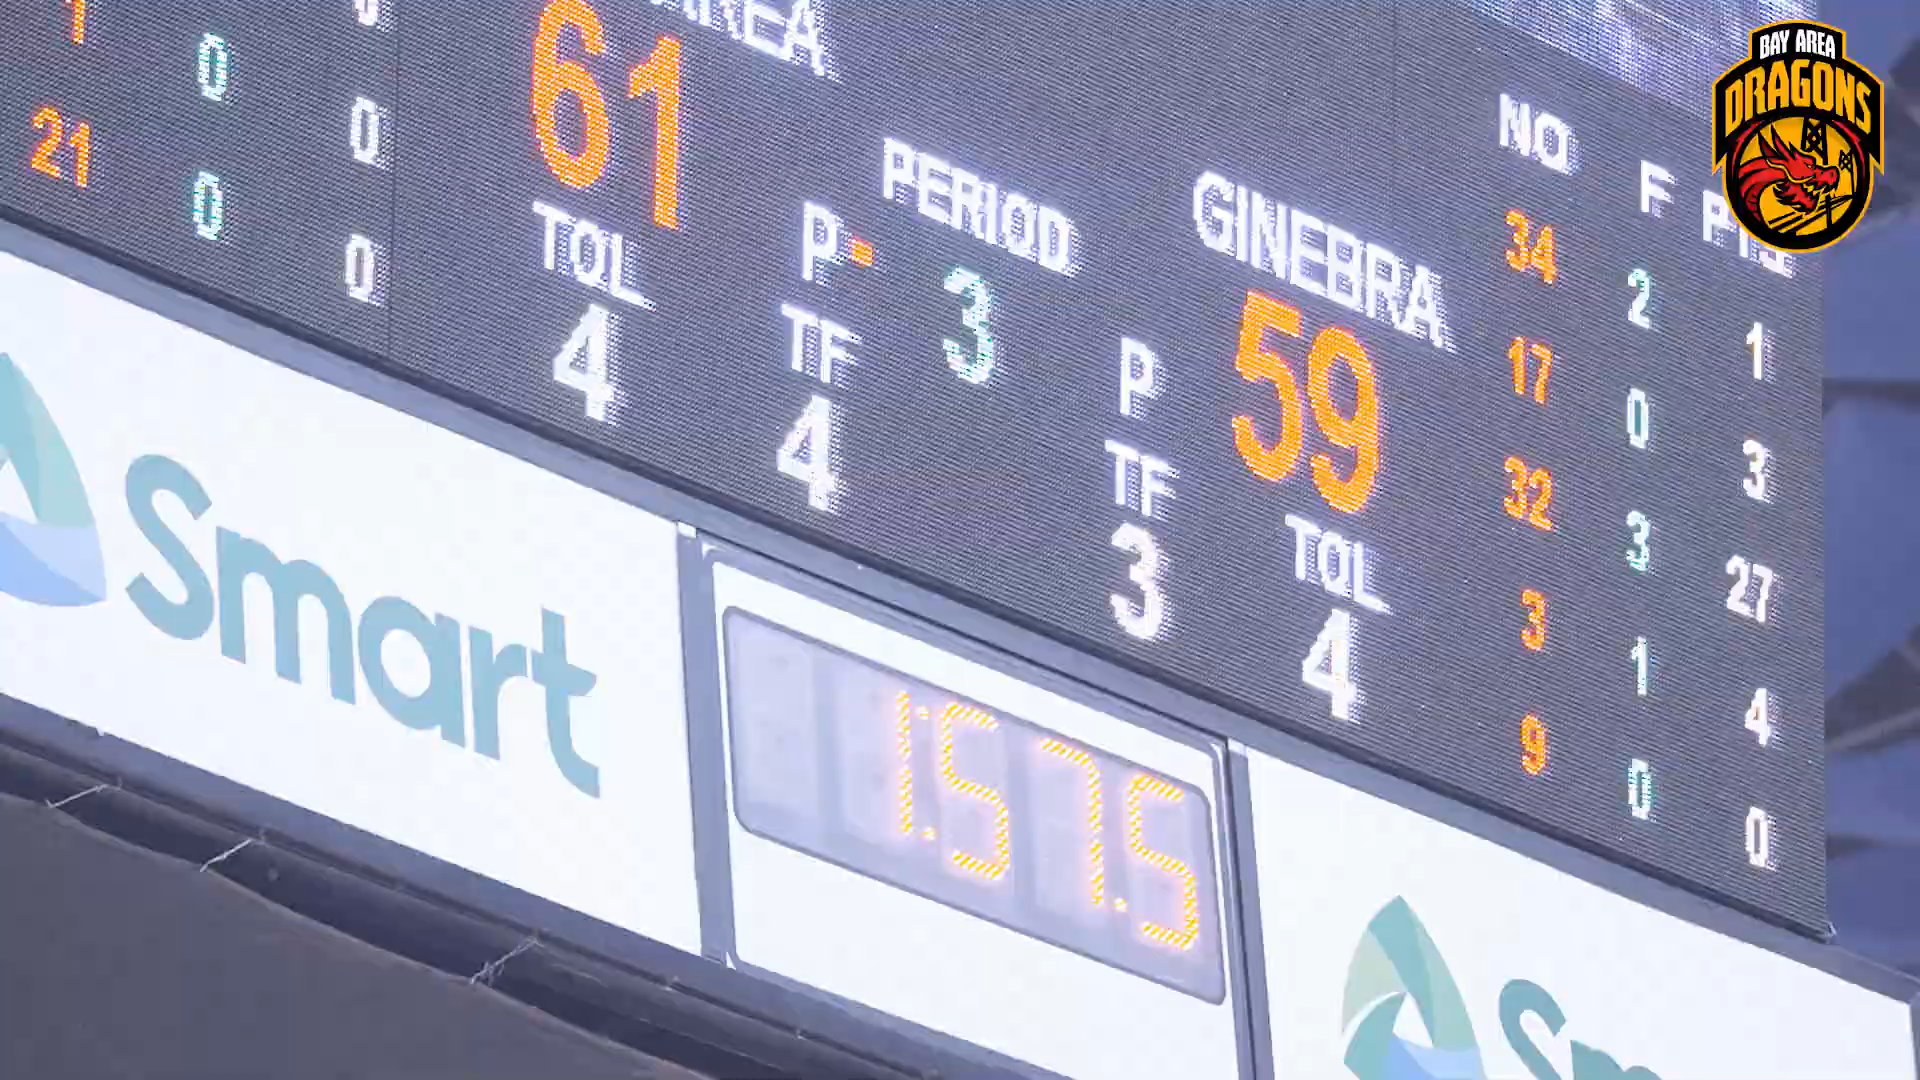 BAY AREA
DRAGONS
AREA
61
TOL
4
P
TF
4
PERIOD
3
GINEBRA
59
P
TF
3
TOL
4
NO F
34 2 1
17 0 3
32 3 27
3 1 4
9 0 0
0
0
21 0 0
Smart
1:57.5